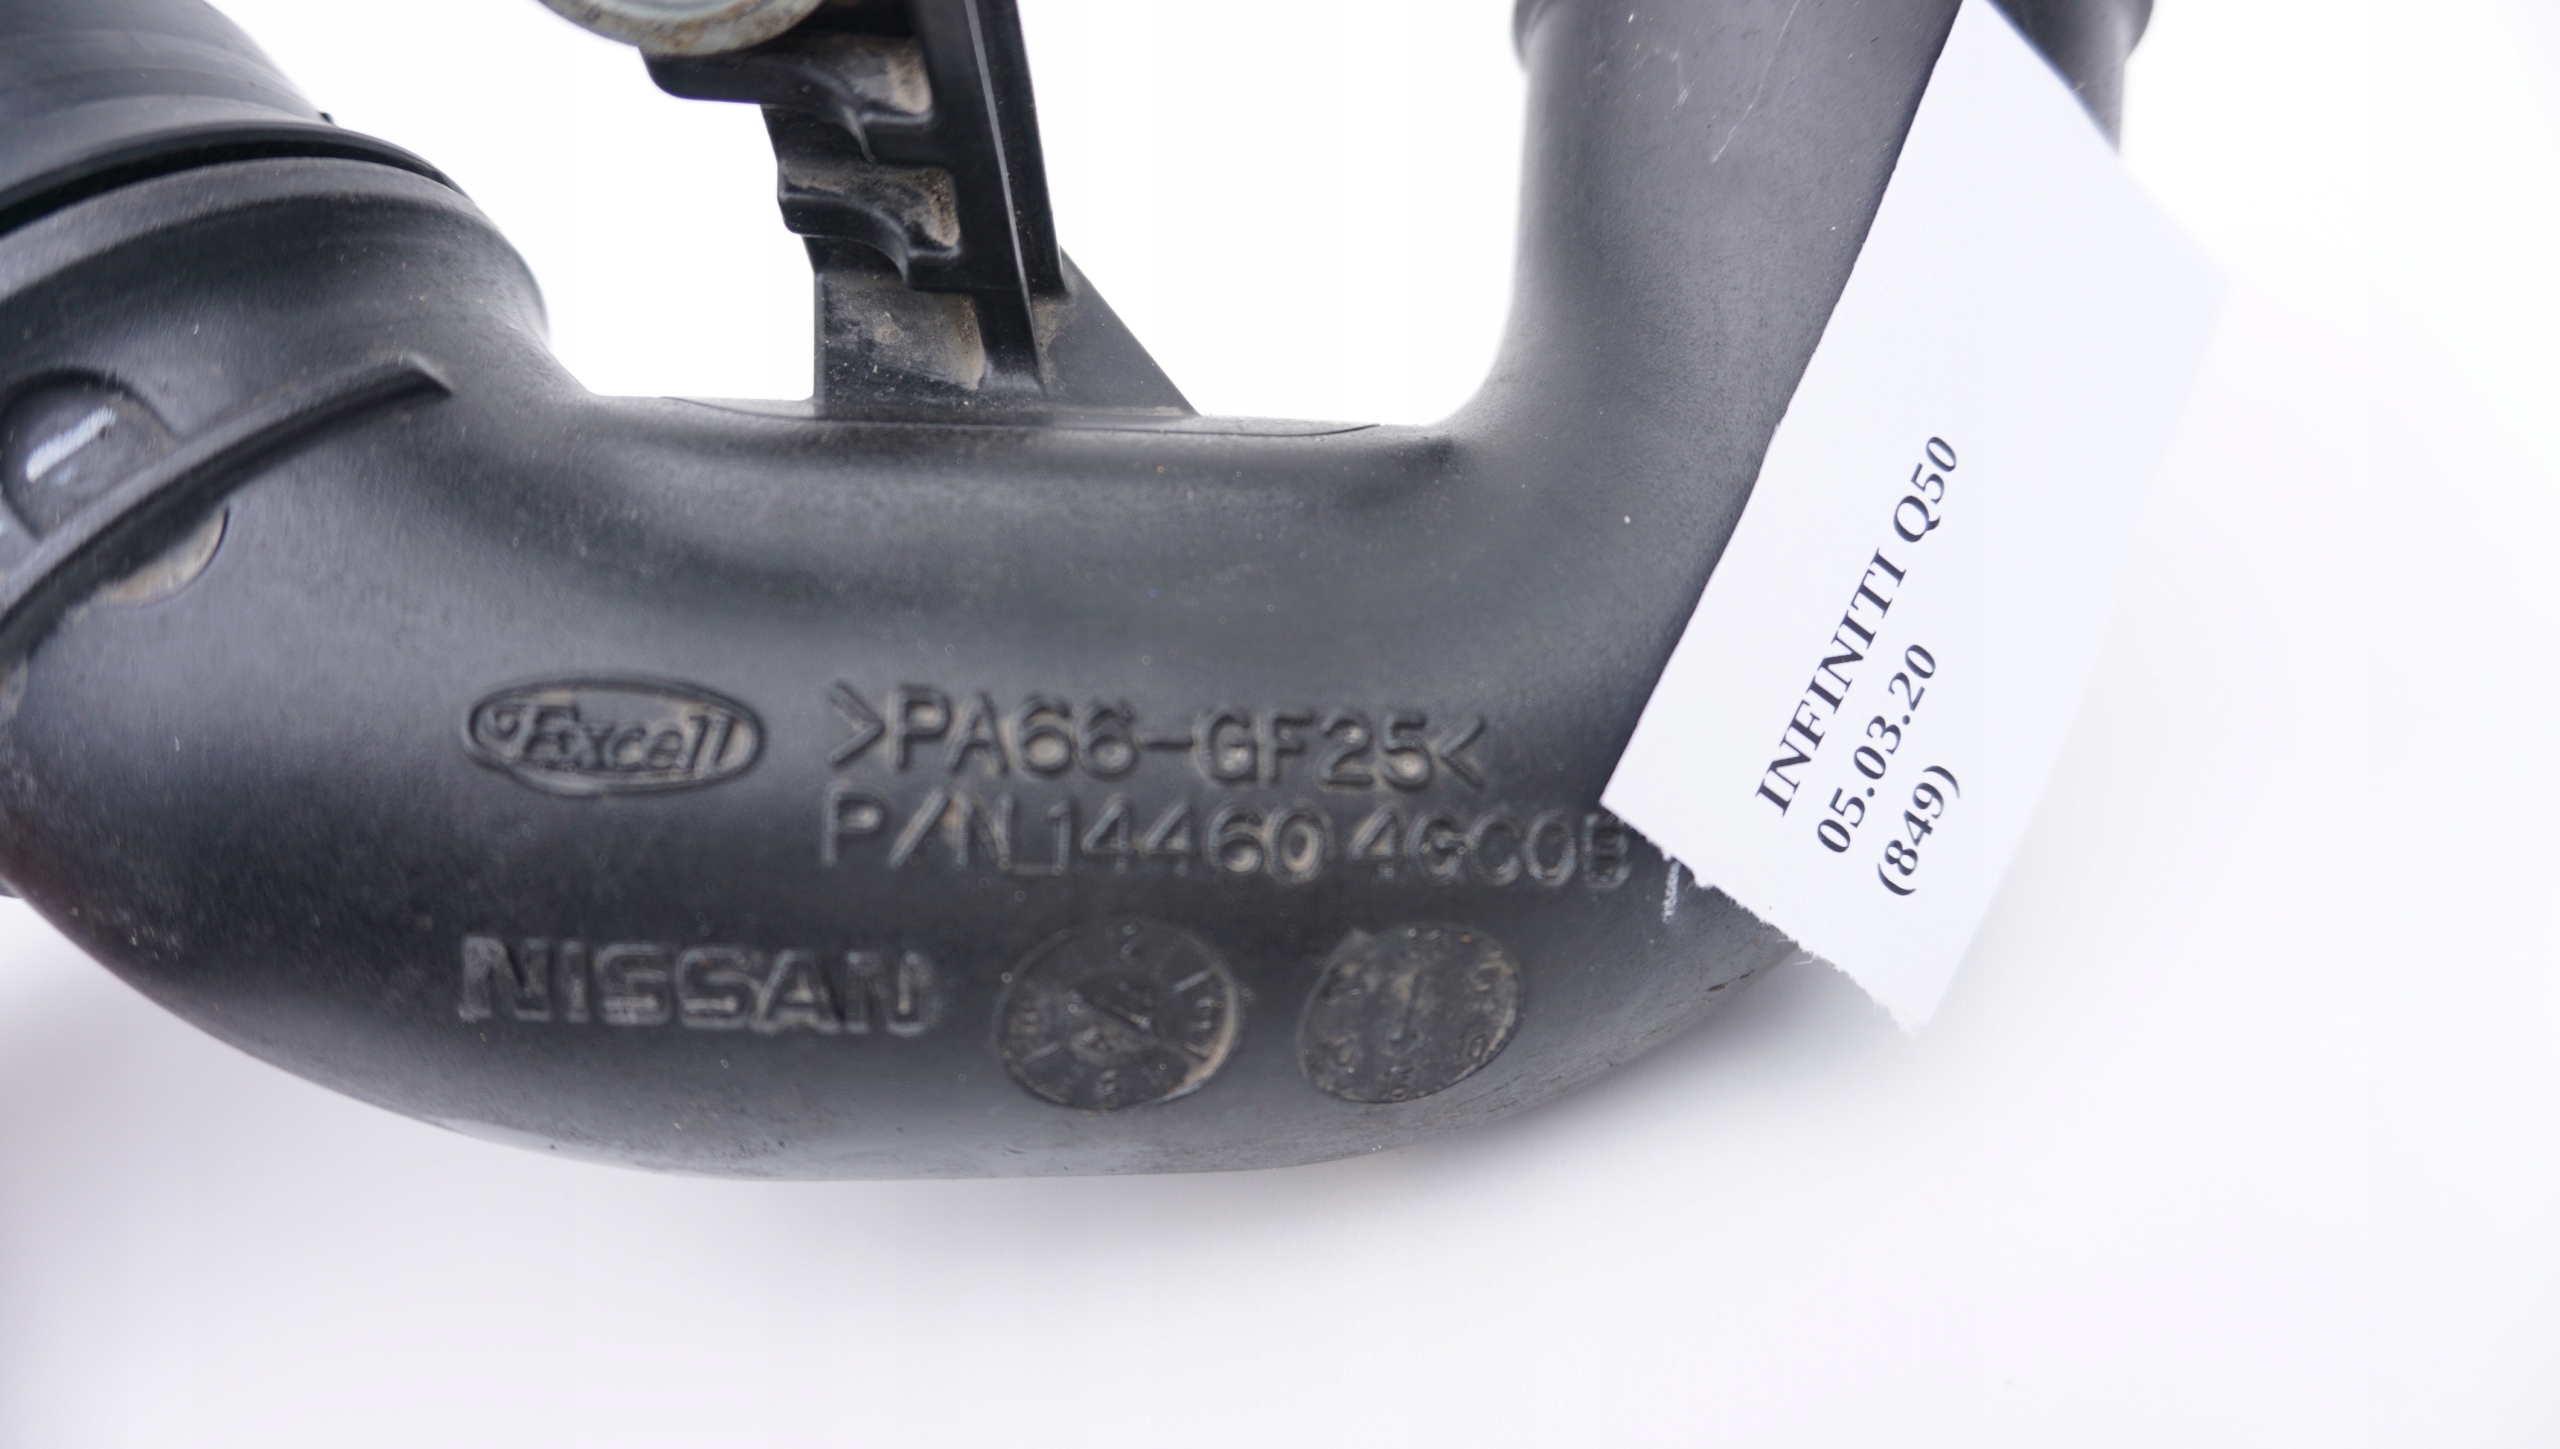 Excell
>PA66-GF25<
P/N 14460 4GC0B
NISSAN
INFINITI Q50
05.03.20
(849)